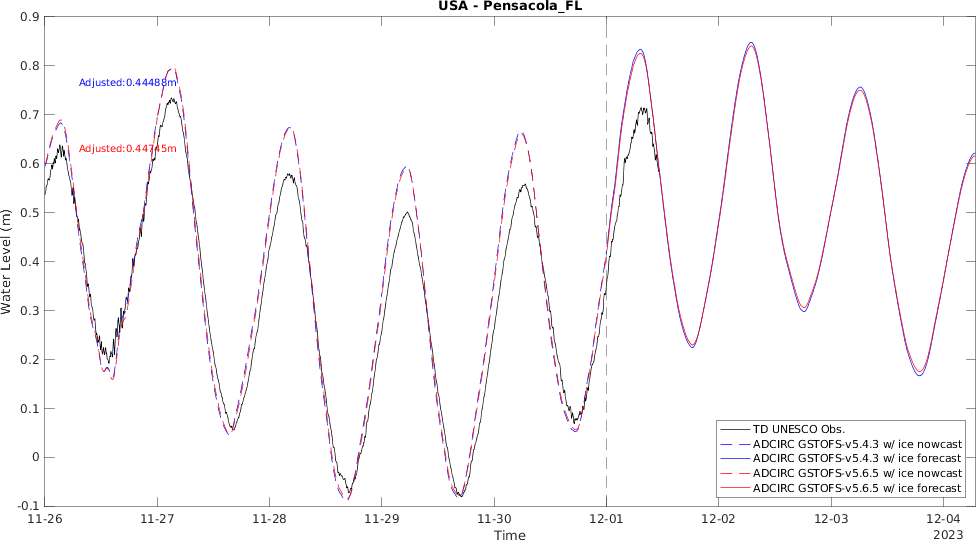 USA - Pensacola_FL
0.9
0.8
0.7
0.6
0.5
0.4
0.3
0.2
0.1
0
-0.1
Water Level (m)
Adjusted:0.44488m
Adjusted:0.44745m
TD UNESCO Obs.
ADCIRC GSTOFS-v5.4.3 w/ ice nowcast
ADCIRC GSTOFS-v5.4.3 w/ ice forecast
ADCIRC GSTOFS-v5.6.5 w/ ice nowcast
ADCIRC GSTOFS-v5.6.5 w/ ice forecast
11-26 11-27 11-28 11-29 11-30 12-01 12-02 12-03 12-04
Time
2023